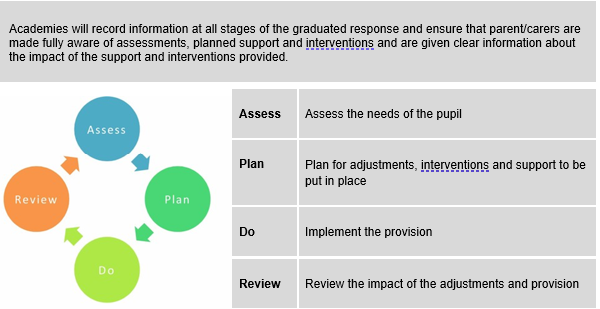 Academies will record information at all stages of the graduated response and ensure that parent/carers are
made fully aware of assessments, planned support and interventions and are given clear information about
the impact of the support and interventions provided.
Assess
Plan
Do
Review
Assess Assess the needs of the pupil
Plan Plan for adjustments, interventions and support to be
put in place
Do Implement the provision
Review Review the impact of the adjustments and provision